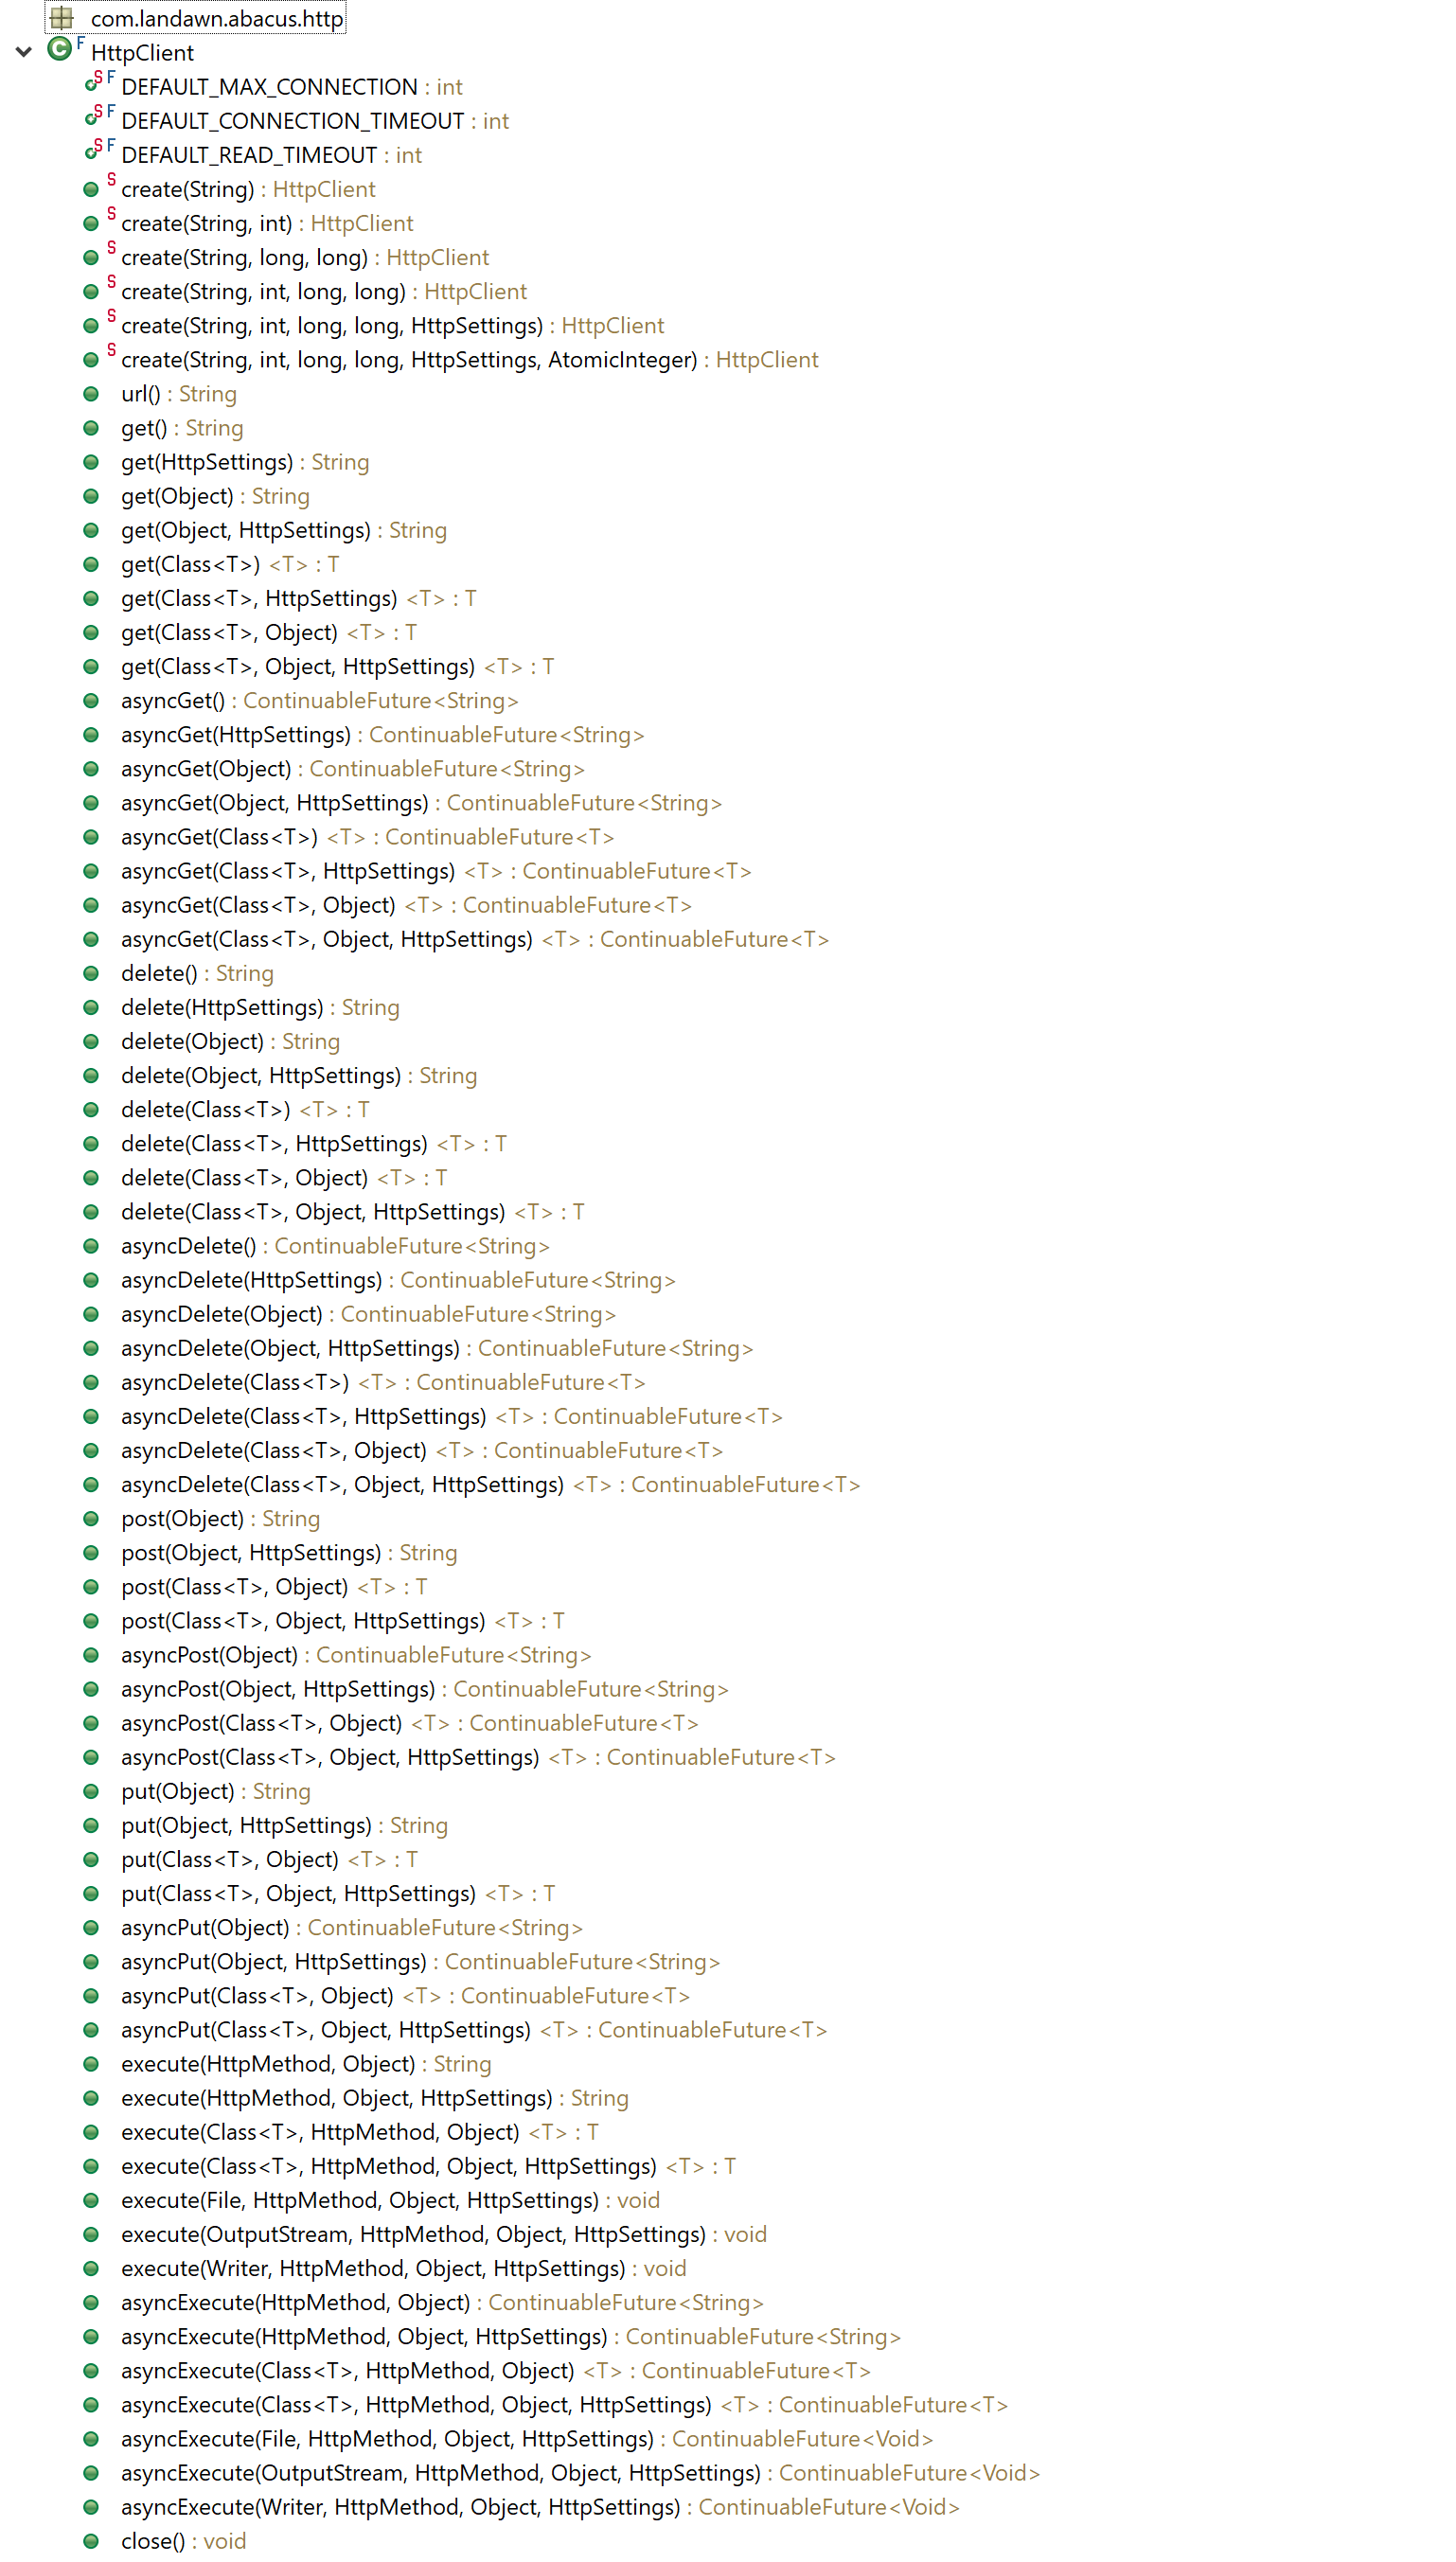 com.landawn.abacus.http
HttpClient
DEFAULT_MAX_CONNECTION : int
DEFAULT_CONNECTION_TIMEOUT : int
DEFAULT_READ_TIMEOUT : int
create(String) : HttpClient
create(String, int) : HttpClient
create(String, long, long) : HttpClient
create(String, int, long, long) : HttpClient
create(String, int, long, long, HttpSettings) : HttpClient
create(String, int, long, long, HttpSettings, AtomicInteger) : HttpClient
url() : String
get() : String
get(HttpSettings) : String
get(Object) : String
get(Object, HttpSettings) : String
get(Class<T>) <T> : T
get(Class<T>, HttpSettings) <T> : T
get(Class<T>, Object) <T> : T
get(Class<T>, Object, HttpSettings) <T> : T
asyncGet() : ContinuableFuture<String>
asyncGet(HttpSettings) : ContinuableFuture<String>
asyncGet(Object) : ContinuableFuture<String>
asyncGet(Object, HttpSettings) : ContinuableFuture<String>
asyncGet(Class<T>) <T> : ContinuableFuture<T>
asyncGet(Class<T>, HttpSettings) <T> : ContinuableFuture<T>
asyncGet(Class<T>, Object) <T> : ContinuableFuture<T>
asyncGet(Class<T>, Object, HttpSettings) <T> : ContinuableFuture<T>
delete() : String
delete(HttpSettings) : String
delete(Object) : String
delete(Object, HttpSettings) : String
delete(Class<T>) <T> : T
delete(Class<T>, HttpSettings) <T> : T
delete(Class<T>, Object) <T> : T
delete(Class<T>, Object, HttpSettings) <T> : T
asyncDelete() : ContinuableFuture<String>
asyncDelete(HttpSettings) : ContinuableFuture<String>
asyncDelete(Object) : ContinuableFuture<String>
asyncDelete(Object, HttpSettings) : ContinuableFuture<String>
asyncDelete(Class<T>) <T> : ContinuableFuture<T>
asyncDelete(Class<T>, HttpSettings) <T> : ContinuableFuture<T>
asyncDelete(Class<T>, Object) <T> : ContinuableFuture<T>
asyncDelete(Class<T>, Object, HttpSettings) <T> : ContinuableFuture<T>
post(Object) : String
post(Object, HttpSettings) : String
post(Class<T>, Object) <T> : T
post(Class<T>, Object, HttpSettings) <T> : T
asyncPost(Object) : ContinuableFuture<String>
asyncPost(Object, HttpSettings) : ContinuableFuture<String>
asyncPost(Class<T>, Object) <T> : ContinuableFuture<T>
asyncPost(Class<T>, Object, HttpSettings) <T> : ContinuableFuture<T>
put(Object) : String
put(Object, HttpSettings) : String
put(Class<T>, Object) <T> : T
put(Class<T>, Object, HttpSettings) <T> : T
asyncPut(Object) : ContinuableFuture<String>
asyncPut(Object, HttpSettings) : ContinuableFuture<String>
asyncPut(Class<T>, Object) <T> : ContinuableFuture<T>
asyncPut(Class<T>, Object, HttpSettings) <T> : ContinuableFuture<T>
execute(HttpMethod, Object) : String
execute(HttpMethod, Object, HttpSettings) : String
execute(Class<T>, HttpMethod, Object) <T> : T
execute(Class<T>, HttpMethod, Object, HttpSettings) <T> : T
execute(File, HttpMethod, Object, HttpSettings) : void
execute(OutputStream, HttpMethod, Object, HttpSettings) : void
execute(Writer, HttpMethod, Object, HttpSettings) : void
asyncExecute(HttpMethod, Object) : ContinuableFuture<String>
asyncExecute(HttpMethod, Object, HttpSettings) : ContinuableFuture<String>
asyncExecute(Class<T>, HttpMethod, Object) <T> : ContinuableFuture<T>
asyncExecute(Class<T>, HttpMethod, Object, HttpSettings) <T> : ContinuableFuture<T>
asyncExecute(File, HttpMethod, Object, HttpSettings) : ContinuableFuture<Void>
asyncExecute(OutputStream, HttpMethod, Object, HttpSettings) : ContinuableFuture<Void>
asyncExecute(Writer, HttpMethod, Object, HttpSettings) : ContinuableFuture<Void>
close() : void